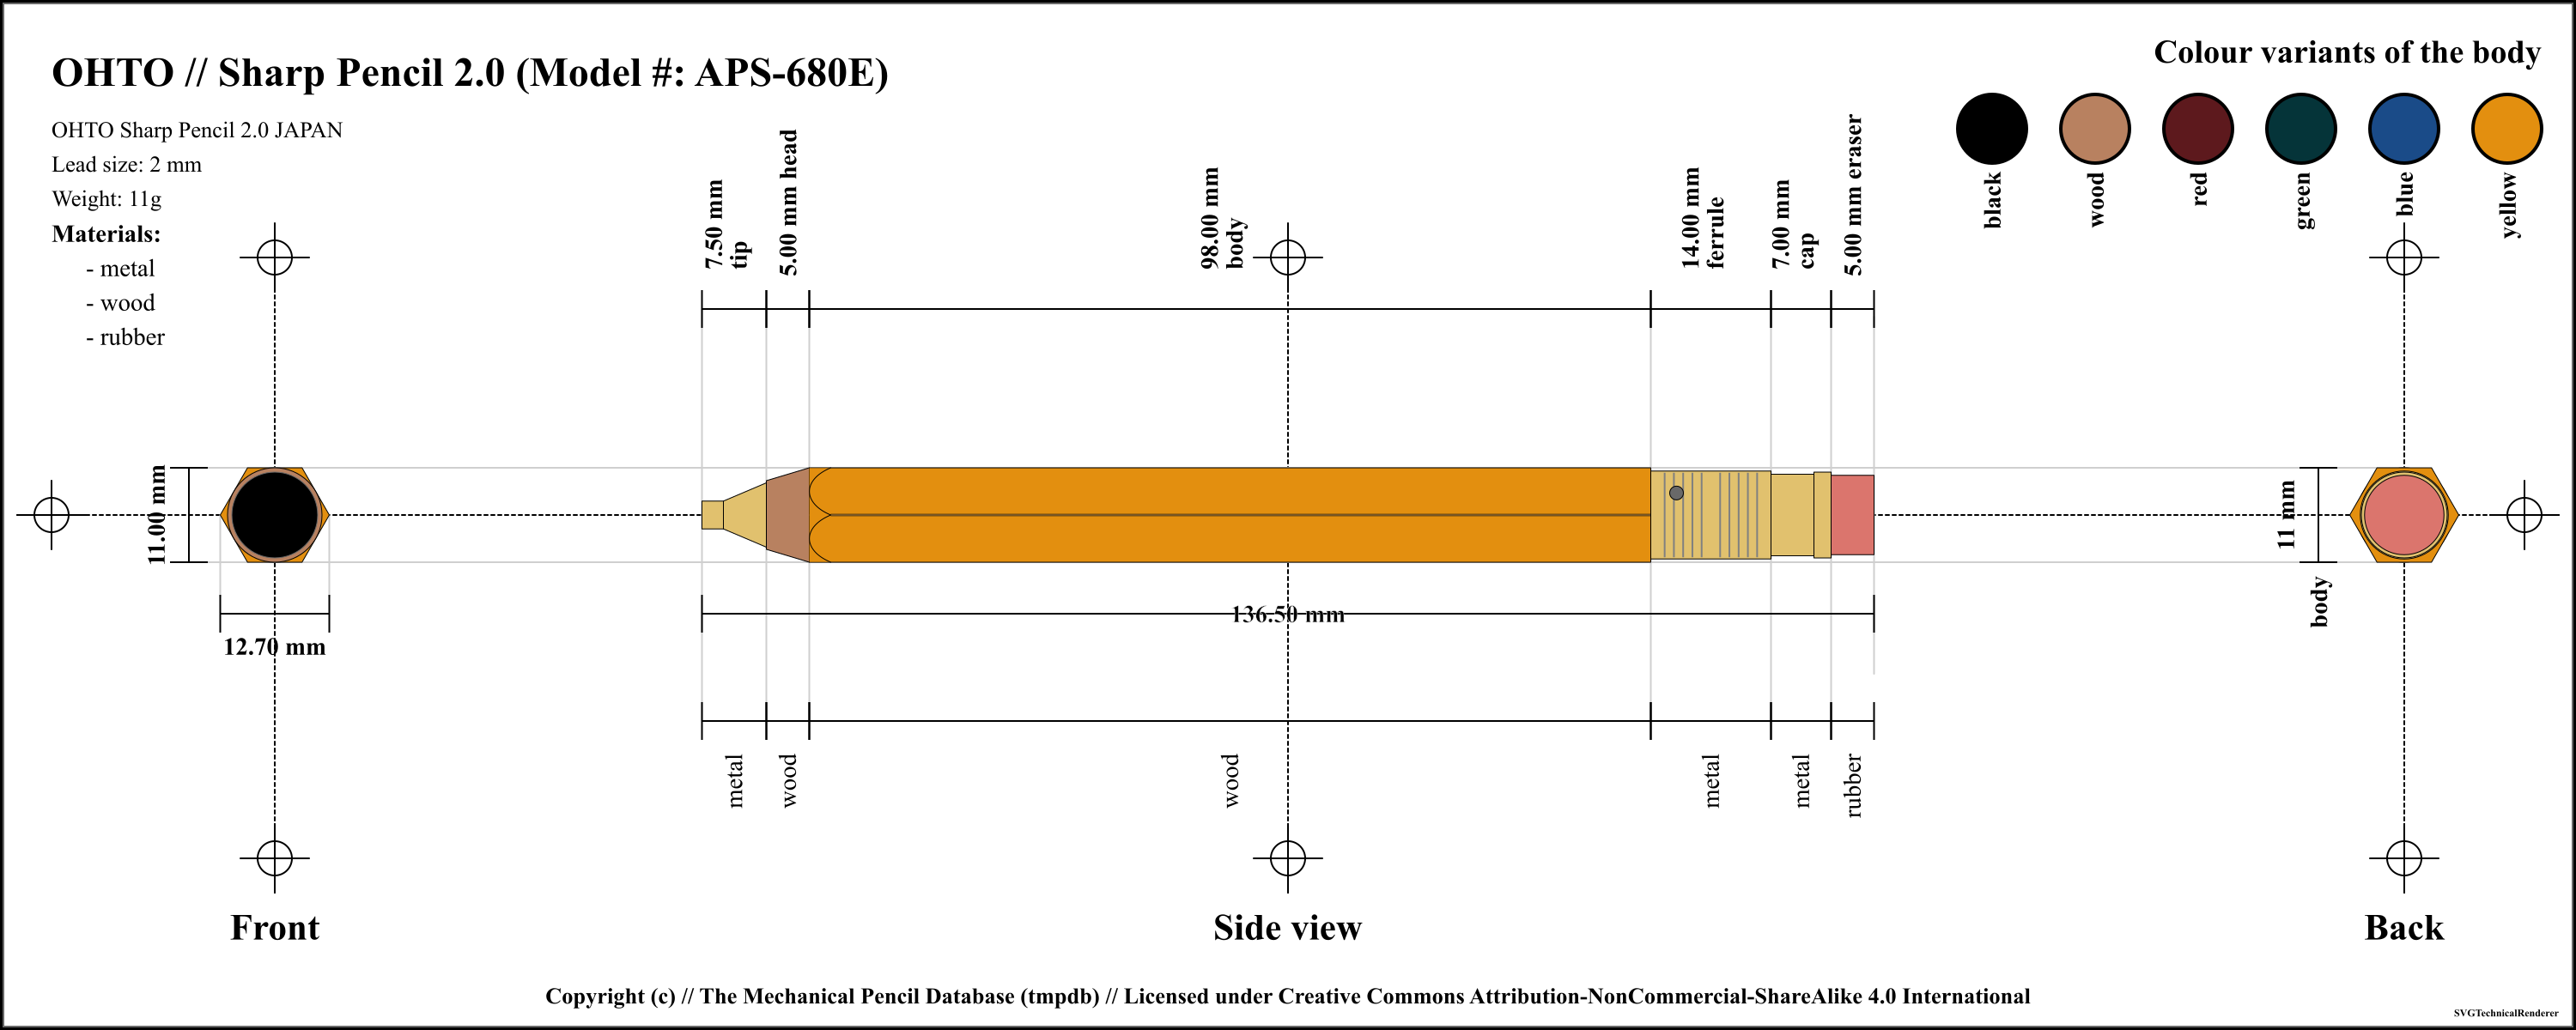 OHTO // Sharp Pencil 2.0 (Model #: APS-680E)
OHTO Sharp Pencil 2.0 JAPAN
Lead size: 2 mm
Weight: 11g
Materials:
- metal
- wood
- rubber
Colour variants of the body
black
wood
red
green
blue
yellow
7.50 mm
tip
5.00 mm head
98.00 mm
body
14.00 mm
ferrule
7.00 mm
cap
5.00 mm eraser
11.00 mm
12.70 mm
136.50 mm
11 mm
body
metal
wood
wood
metal
metal
rubber
Front
Side view
Back
Copyright (c) // The Mechanical Pencil Database (tmpdb) // Licensed under Creative Commons Attribution-NonCommercial-ShareAlike 4.0 International
SVGTechnicalRenderer